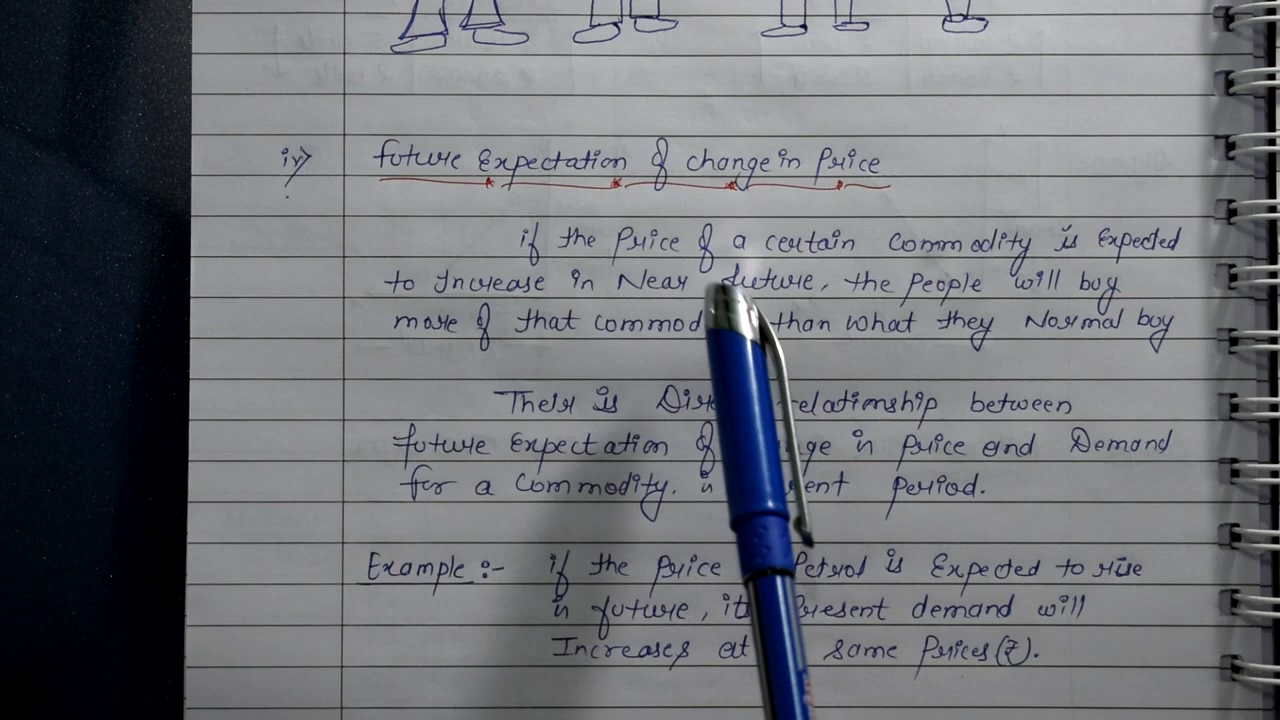 iv>
future Expectation of change in Price
if the Price of a certain Commodity is Expected
to Increase in Near future, the People will buy
more of that commod than what they Normal buy
There is Dire relationship between
future Expectation of ge in price and Demand
for a Commodity. in ent period.
Example :- if the price Petrol is Expected to rise
in future, it present demand will
Increases at same Prices (₹).